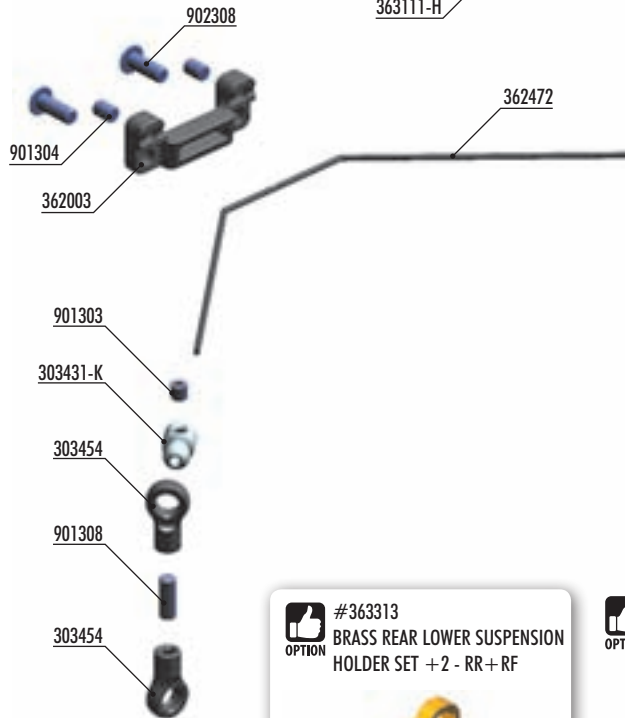 902308
363111-H
362472
901304
362003
901303
303431-K
303454
901308
303454
#363313
OPTION
BRASS REAR LOWER SUSPENSION
HOLDER SET +2 - RR+RF